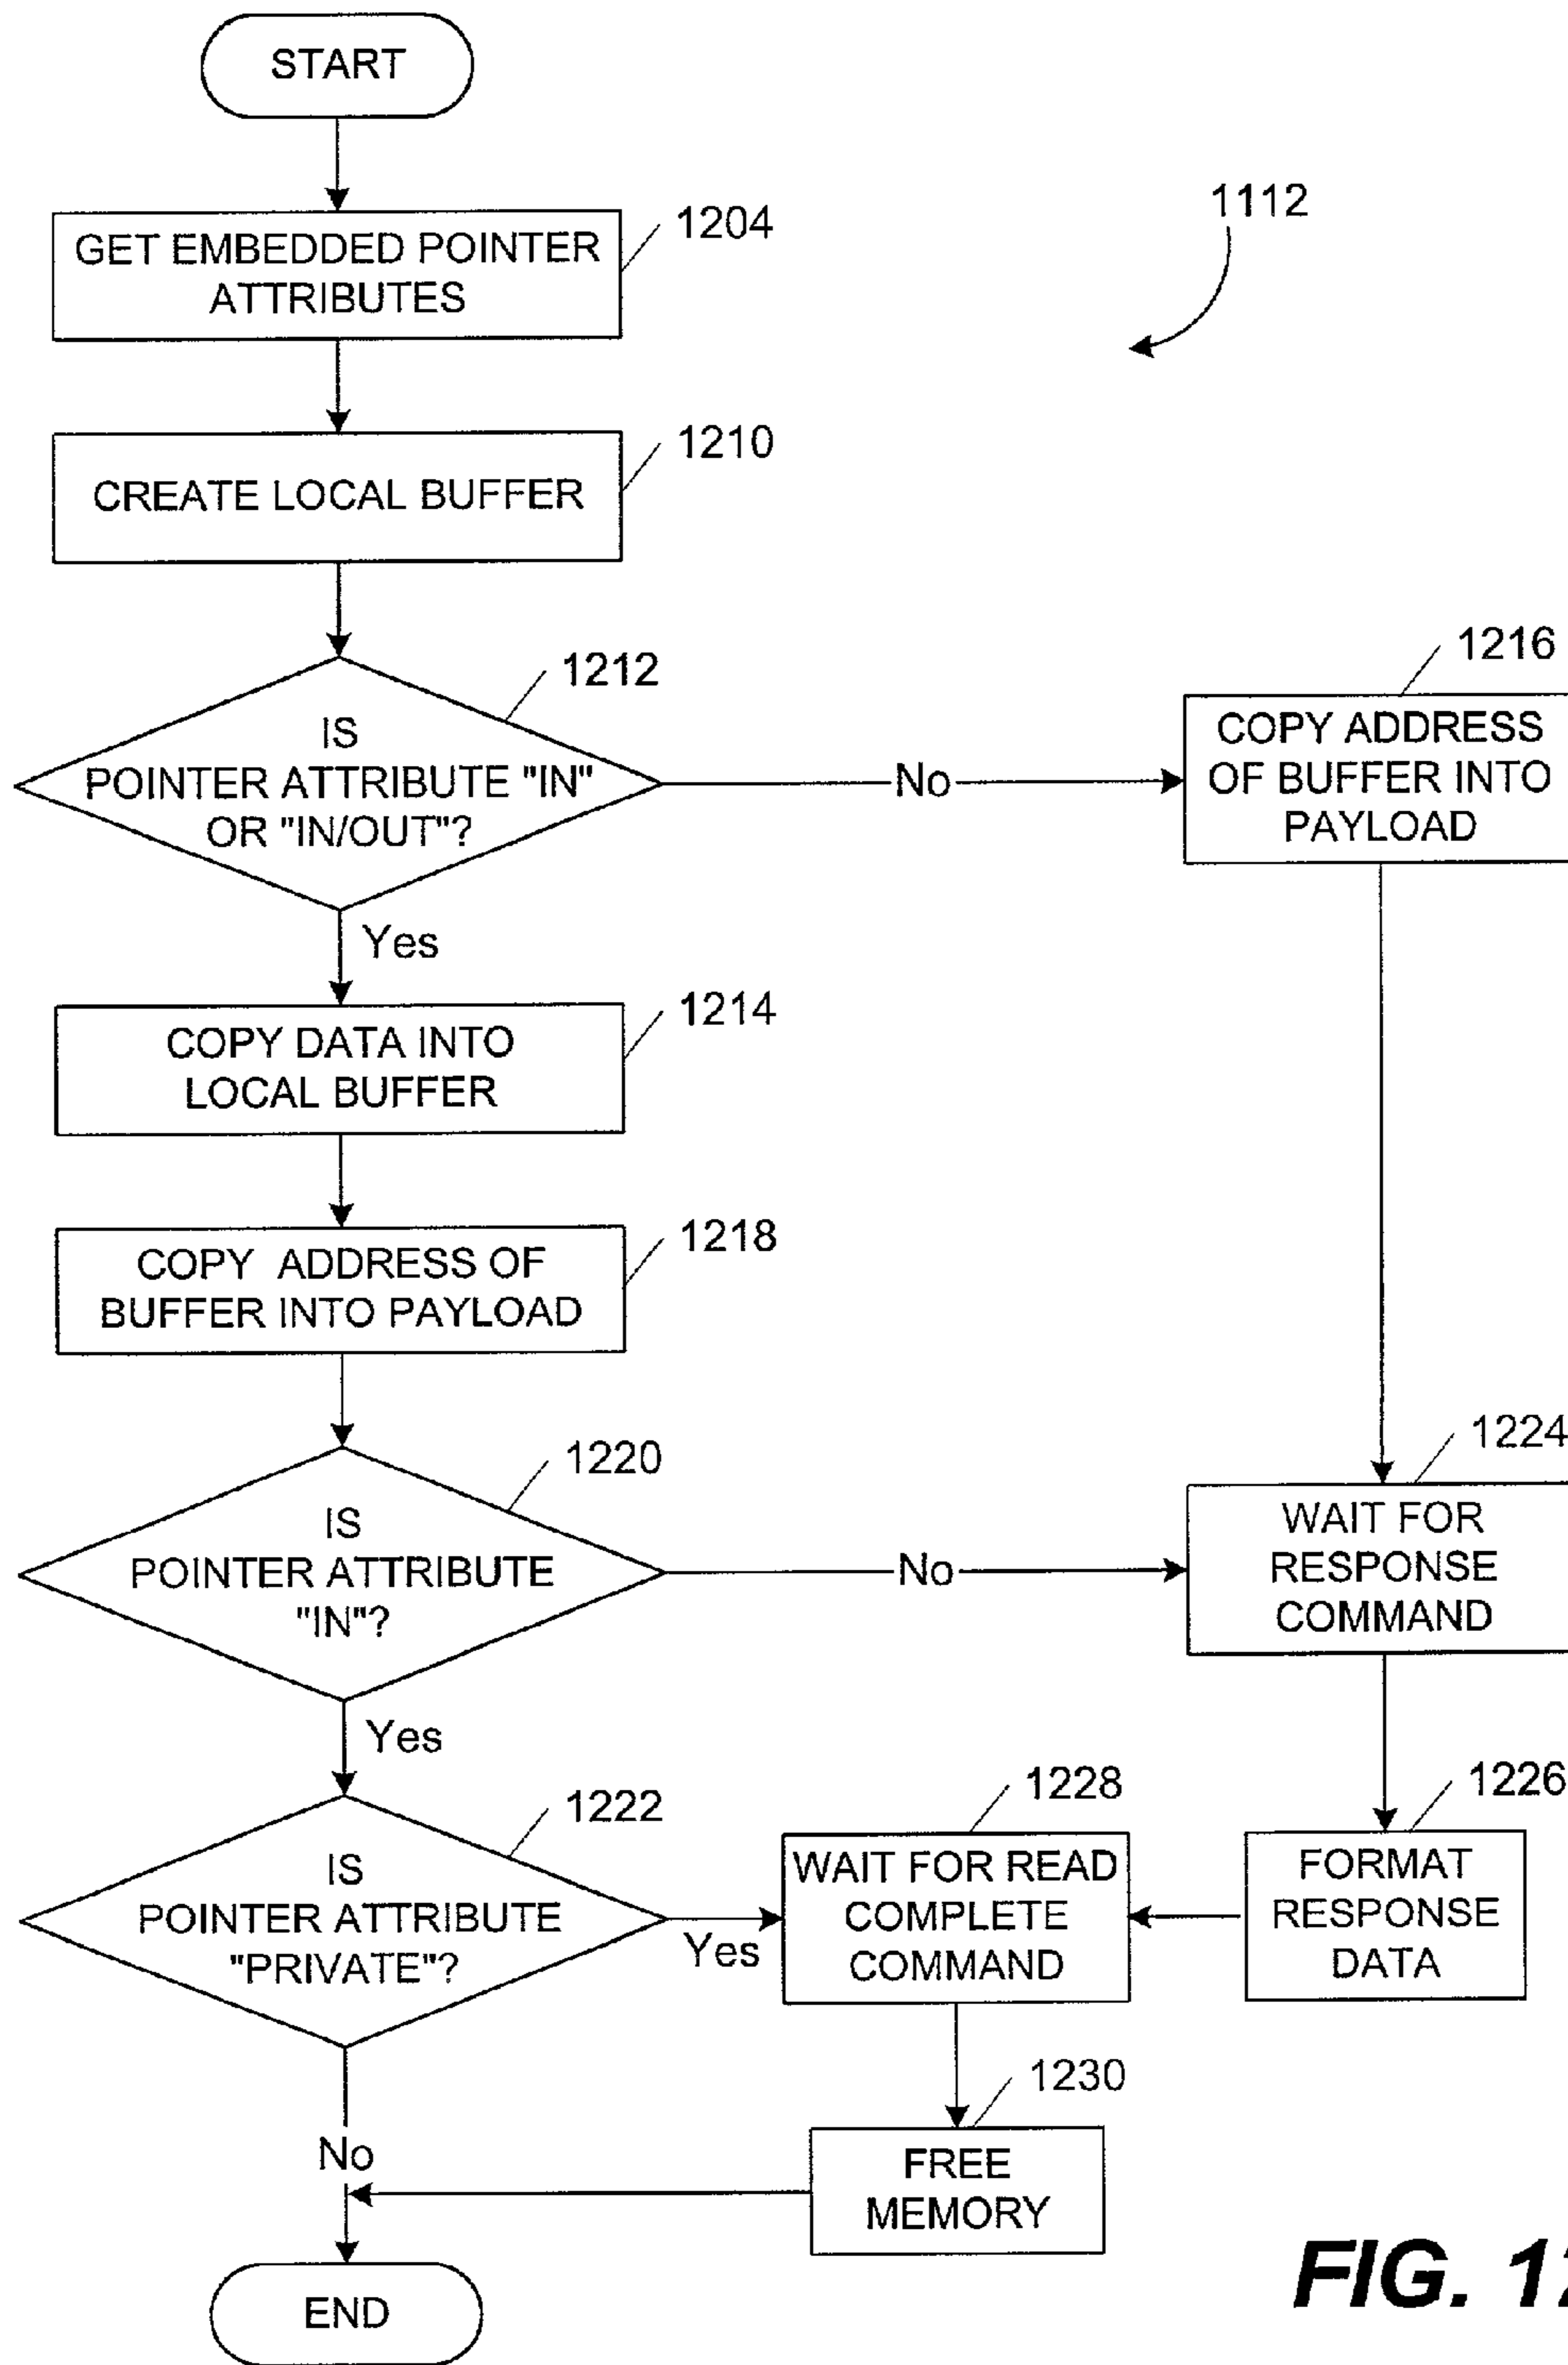 START
1112
1204
GET EMBEDDED POINTER
ATTRIBUTES
1210
CREATE LOCAL BUFFER
1212
IS
POINTER ATTRIBUTE "IN"
OR "IN/OUT"?
No
1216
COPY ADDRESS
OF BUFFER INTO
PAYLOAD
Yes
1214
COPY DATA INTO
LOCAL BUFFER
1218
COPY ADDRESS OF
BUFFER INTO PAYLOAD
1220
IS
POINTER ATTRIBUTE
"IN"?
No
1224
WAIT FOR
RESPONSE
COMMAND
Yes
1222
IS
POINTER ATTRIBUTE
"PRIVATE"?
Yes
1228
WAIT FOR READ
COMPLETE
COMMAND
1226
FORMAT
RESPONSE
DATA
No
1230
FREE
MEMORY
END
FIG. 12